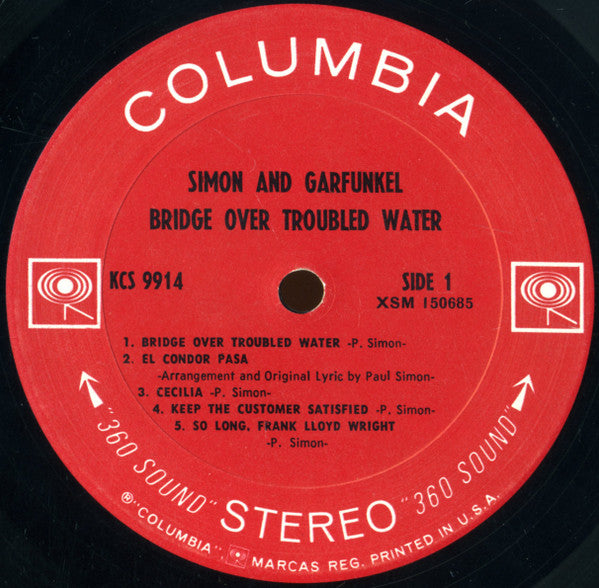 COLUMBIA
SIMON AND GARFUNKEL
BRIDGE OVER TROUBLED WATER
KCS 9914
SIDE 1
XSM 150685
1. BRIDGE OVER TROUBLED WATER -P. Simon-
2. EL CONDOR PASA
-Arrangement and Original Lyric by Paul Simon-
3. CECILIA -P. Simon-
4. KEEP THE CUSTOMER SATISFIED -P. Simon-
5. SO LONG, FRANK LLOYD WRIGHT
-P. Simon-
"360 SOUND" STEREO "360 SOUND"
®"COLUMBIA", MARCAS REG. PRINTED IN U.S.A.